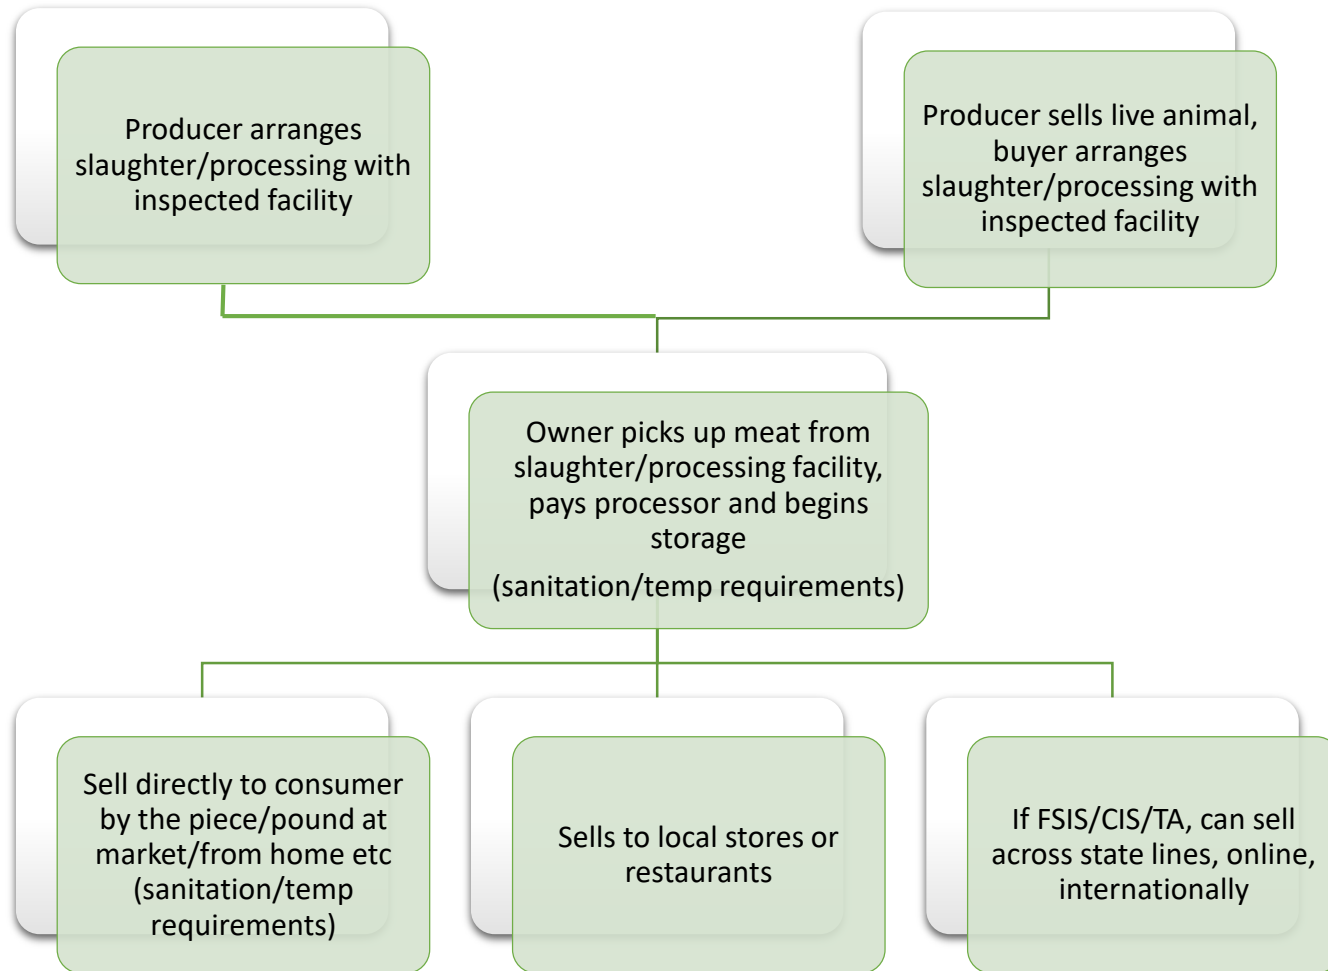 Producer arranges
slaughter/processing with
inspected facility
Producer sells live animal,
buyer arranges
slaughter/processing with
inspected facility
Owner picks up meat from
slaughter/processing facility,
pays processor and begins
storage
(sanitation/temp requirements)
Sell directly to consumer
by the piece/pound at
market/from home etc
(sanitation/temp
requirements)
Sells to local stores or
restaurants
If FSIS/CIS/TA, can sell
across state lines, online,
internationally